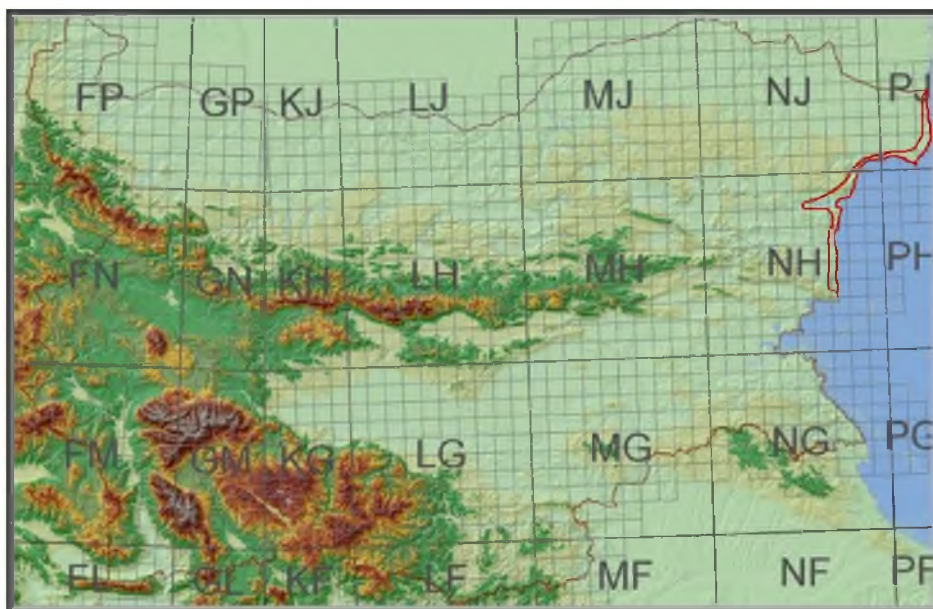 FP GP KJ LJ MJ NJ PJ
FN GN KH LH MH NH PH
FM GM KG LG MG NG PG
FL GL KF LF MF NF PF